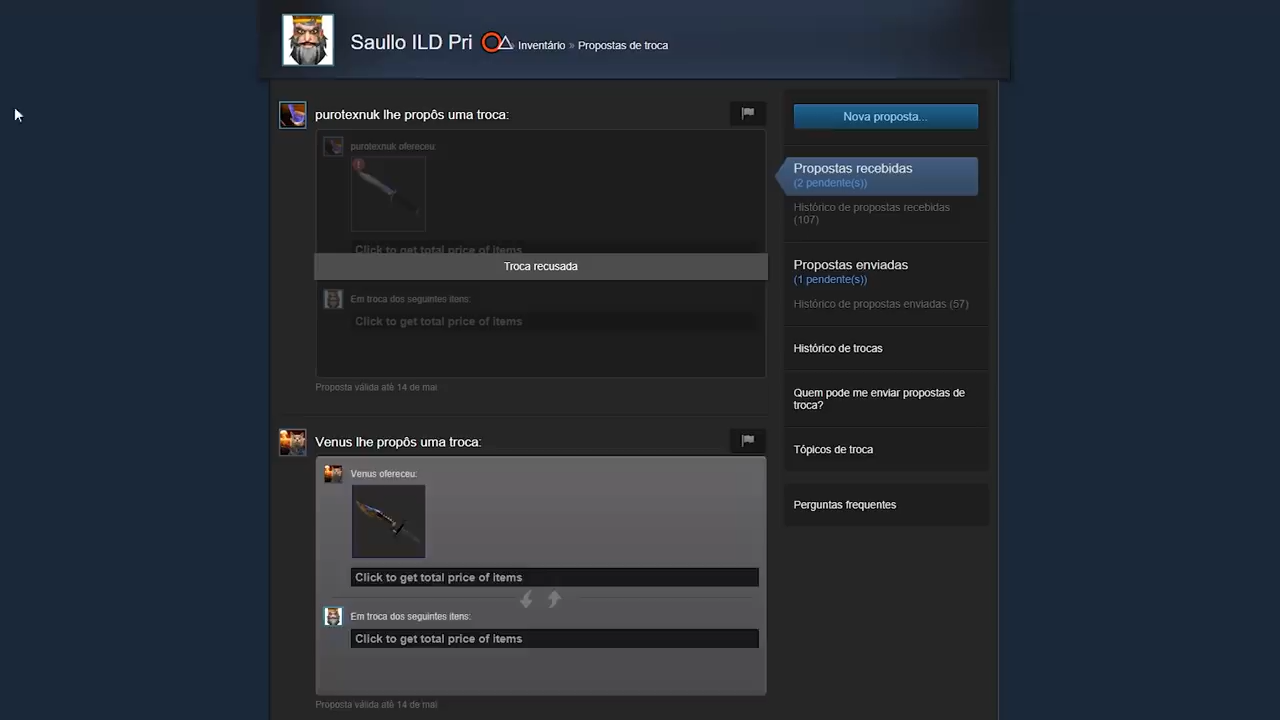 Saullo ILD Pri
Inventário » Propostas de troca
purotexnuk lhe propôs uma troca:
purotexnuk ofereceu:
Click to get total price of items
Troca recusada
Em troca dos seguintes itens:
Click to get total price of items
Proposta válida até 14 de mai
Venus lhe propôs uma troca:
Venus ofereceu:
Click to get total price of items
Em troca dos seguintes itens:
Click to get total price of items
Proposta válida até 14 de mai
Nova proposta...
Propostas recebidas
(2 pendente(s))
Histórico de propostas recebidas
(107)
Propostas enviadas
(1 pendente(s))
Histórico de propostas enviadas (57)
Histórico de trocas
Quem pode me enviar propostas de
troca?
Tópicos de troca
Perguntas frequentes